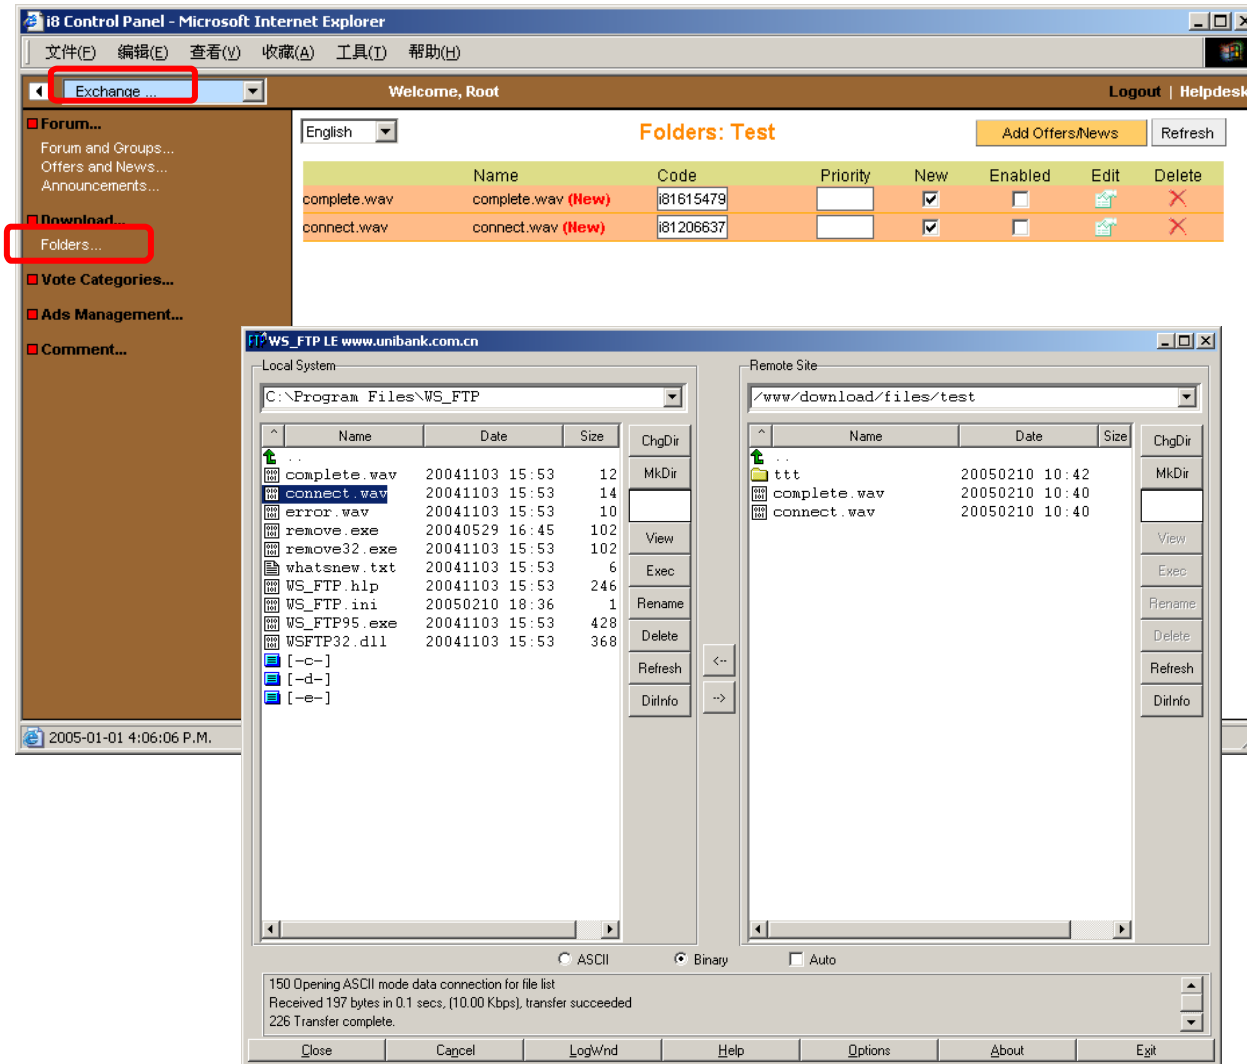 i8 Control Panel - Microsoft Internet Explorer
文件(F) 编辑(E) 查看(V) 收藏(A) 工具(T) 帮助(H)
Exchange ... Welcome, Root Logout | Helpdesk
Forum...
Forum and Groups...
Offers and News...
Announcements...
Download...
Folders...
Vote Categories...
Ads Management...
Comment...
English Folders: Test Add Offers/News Refresh
Name Code Priority New Enabled Edit Delete
complete.wav complete.wav (New) i81615479
connect.wav connect.wav (New) i81206637
2005-01-01 4:06:06 P.M.
WS_FTP LE www.unibank.com.cn
Local System
C:\Program Files\WS_FTP
^ Name Date Size
..
complete.wav 20041103 15:53 12
connect.wav 20041103 15:53 14
error.wav 20041103 15:53 10
remove.exe 20040529 16:45 102
remove32.exe 20041103 15:53 102
whatsnew.txt 20041103 15:53 6
WS_FTP.hlp 20041103 15:53 246
WS_FTP.ini 20050210 18:36 1
WS_FTP95.exe 20041103 15:53 428
WSFTP32.dll 20041103 15:53 368
[-c-]
[-d-]
[-e-]
ChgDir
MkDir
View
Exec
Rename
Delete
Refresh
DirInfo
<--
-->
Remote Site
/www/download/files/test
^ Name Date Size
..
ttt 20050210 10:42
complete.wav 20050210 10:40
connect.wav 20050210 10:40
ChgDir
MkDir
View
Exec
Rename
Delete
Refresh
DirInfo
ASCII Binary Auto
150 Opening ASCII mode data connection for file list
Received 197 bytes in 0.1 secs, (10.00 Kbps), transfer succeeded
226 Transfer complete.
Close Cancel LogWnd Help Options About Exit